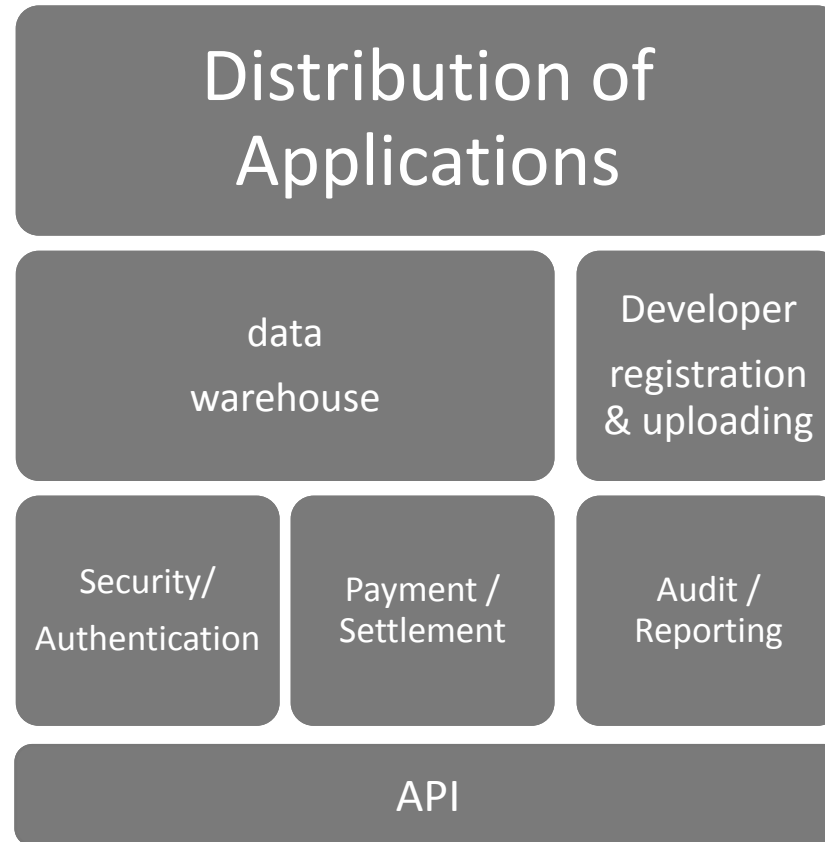 Distribution of
Applications
data
warehouse
Developer
registration
& uploading
Security/
Authentication
Payment /
Settlement
Audit /
Reporting
API